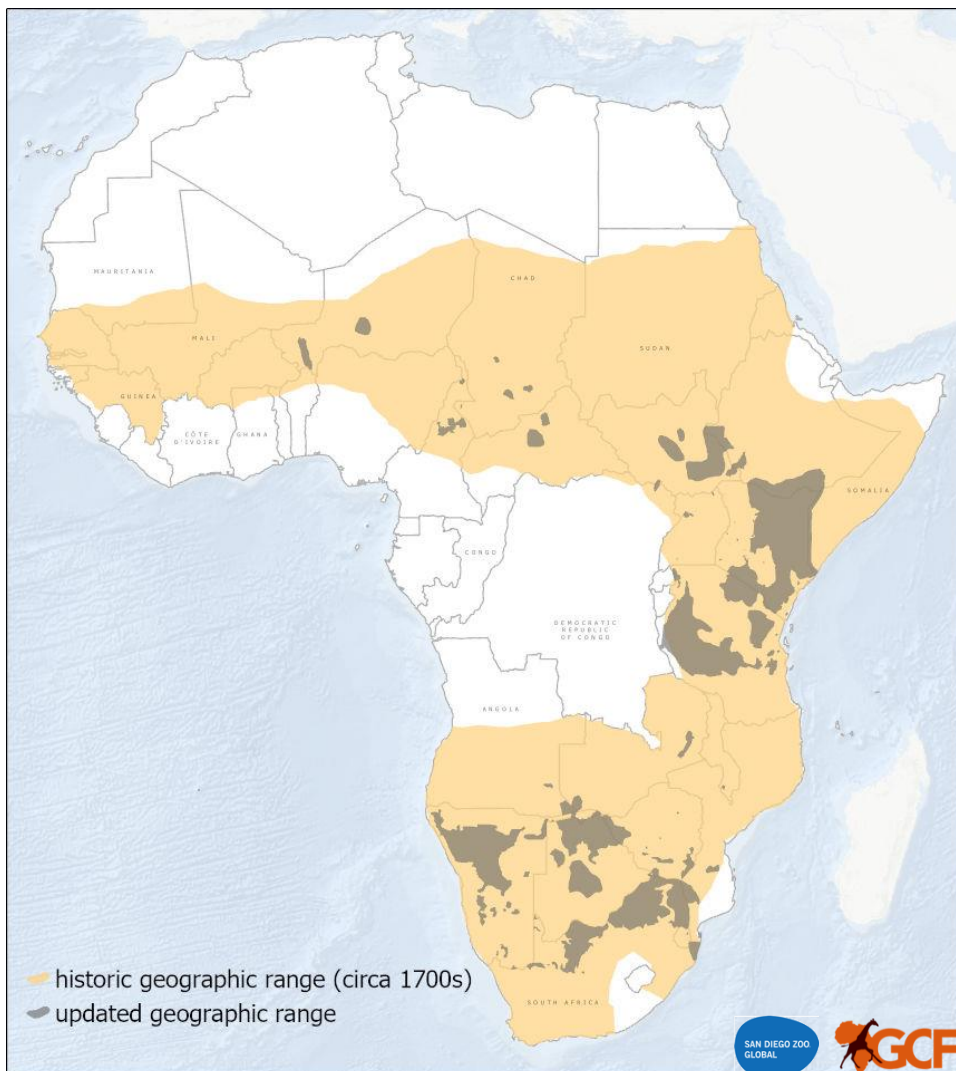 MAURITANIA
CHAD
MALI
SUDAN
GUINEA
CÔTE
D'IVOIRE
GHANA
SOMALIA
CONGO
DEMOCRATIC
REPUBLIC
OF CONGO
ANGOLA
historic geographic range (circa 1700s)
SOUTH AFRICA
updated geographic range
SAN DIEGO ZOO
GLOBAL
GCF